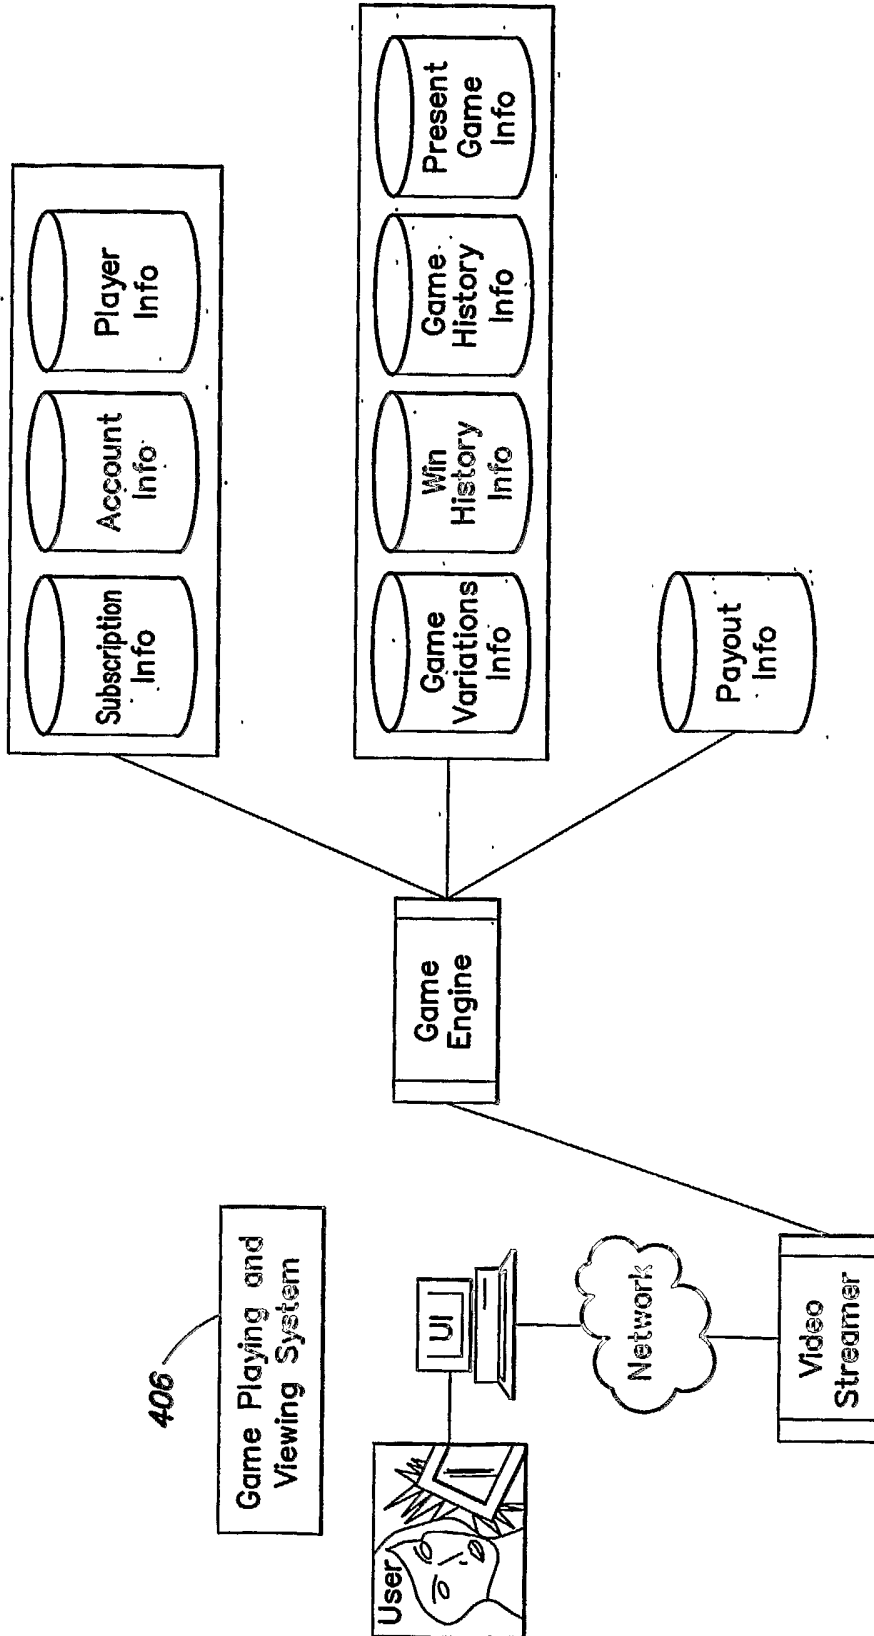 406
Game Playing and
Viewing System
User
UI
Network
Video
Streamer
Game
Engine
Subscription
Info
Account
Info
Player
Info
Game
Variations
Info
Win
History
Info
Game
History
Info
Present
Game
Info
Payout
Info